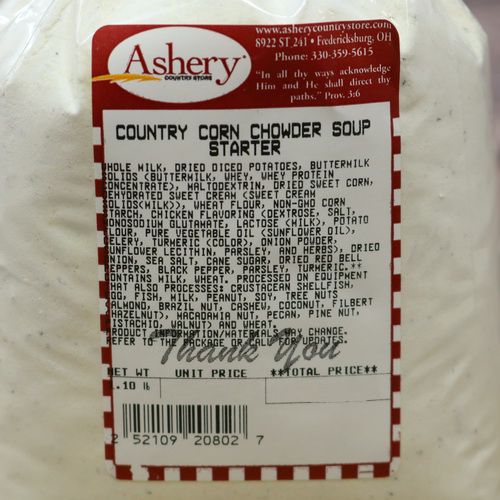 www.asherycountrystore.com
8922 ST 241 • Fredericksburg, OH
Phone: 330-359-5615
"In all thy ways acknowledge
Him and He shall direct thy
paths." Prov. 3:6
Ashery
COUNTRY STORE
COUNTRY CORN CHOWDER SOUP
STARTER
WHOLE MILK, DRIED DICED POTATOES, BUTTERMILK
SOLIDS (BUTTERMILK, WHEY, WHEY PROTEIN
CONCENTRATE), MALTODEXTRIN, DRIED SWEET CORN,
DEHYDRATED SWEET CREAM (SWEET CREAM
SOLIDS(MILK)), WHEAT FLOUR, NON-GMO CORN
STARCH, CHICKEN FLAVORING (DEXTROSE, SALT,
MONOSODIUM GLUTAMATE, LACTOSE (MILK), POTATO
FLOUR, PURE VEGETABLE OIL (SUNFLOWER OIL),
CELERY, TURMERIC (COLOR), ONION POWDER,
SUNFLOWER LECITHIN, PARSLEY, AND HERBS), DRIED
ONION, SEA SALT, CANE SUGAR, DRIED RED BELL
PEPPERS, BLACK PEPPER, PARSLEY, TURMERIC.**
CONTAINS MILK, WHEAT. PROCESSED ON EQUIPMENT
THAT ALSO PROCESSES CRUSTACEAN SHELLFISH,
EGG, FISH, MILK, PEANUT, SOY, TREE NUTS
(ALMOND, BRAZIL NUT, CASHEW, COCONUT, FILBERT
(HAZELNUT), MACADAMIA NUT, PECAN, PINE NUT,
PISTACHIO, WALNUT) AND WHEAT.
PRODUCT INFORMATION/MATERIALS MAY CHANGE.
REFER TO THE PACKAGE OR CALL FOR UPDATES.
Thank You
NET WT UNIT PRICE **TOTAL PRICE**
1.10 lb
2 52109 20802 7